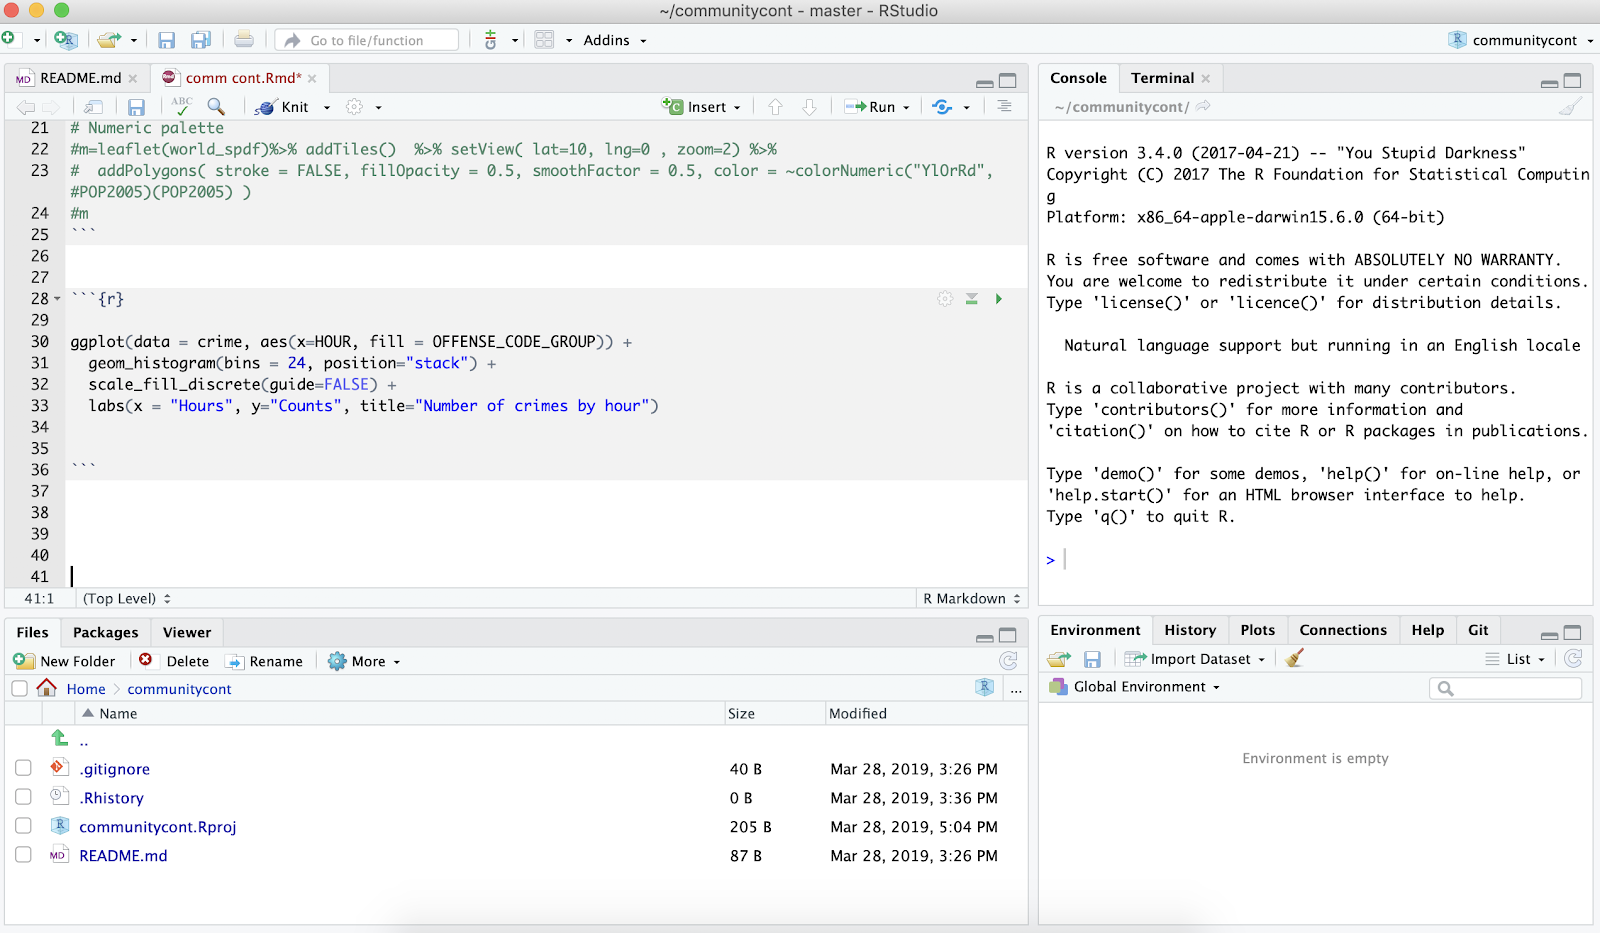 ~/communitycont - master - RStudio
Go to file/function
Addins
communitycont
README.md
comm cont.Rmd*
ABC
Knit
Insert
Run
21 # Numeric palette
22 #m=leaflet(world_spdf)%>% addTiles()  %>% setView( lat=10, lng=0 , zoom=2) %>%
23 #  addPolygons( stroke = FALSE, fillOpacity = 0.5, smoothFactor = 0.5, color = ~colorNumeric("YlOrRd",
#POP2005)(POP2005) )
24 #m
25 ```
26
27
28 ```{r}
29
30 ggplot(data = crime, aes(x=HOUR, fill = OFFENSE_CODE_GROUP)) +
31   geom_histogram(bins = 24, position="stack") +
32   scale_fill_discrete(guide=FALSE) +
33   labs(x = "Hours", y="Counts", title="Number of crimes by hour")
34
35
36 ```
37
38
39
40
41
41:1 (Top Level) R Markdown
Console Terminal
~/communitycont/
R version 3.4.0 (2017-04-21) -- "You Stupid Darkness"
Copyright (C) 2017 The R Foundation for Statistical Computin
g
Platform: x86_64-apple-darwin15.6.0 (64-bit)
R is free software and comes with ABSOLUTELY NO WARRANTY.
You are welcome to redistribute it under certain conditions.
Type 'license()' or 'licence()' for distribution details.
Natural language support but running in an English locale
R is a collaborative project with many contributors.
Type 'contributors()' for more information and
'citation()' on how to cite R or R packages in publications.
Type 'demo()' for some demos, 'help()' for on-line help, or
'help.start()' for an HTML browser interface to help.
Type 'q()' to quit R.
>
Files Packages Viewer
New Folder Delete Rename More
Home communitycont ...
Name Size Modified
..
.gitignore 40 B Mar 28, 2019, 3:26 PM
.Rhistory 0 B Mar 28, 2019, 3:36 PM
communitycont.Rproj 205 B Mar 28, 2019, 5:04 PM
MD README.md 87 B Mar 28, 2019, 3:26 PM
Environment History Plots Connections Help Git
Import Dataset List
Global Environment
Environment is empty